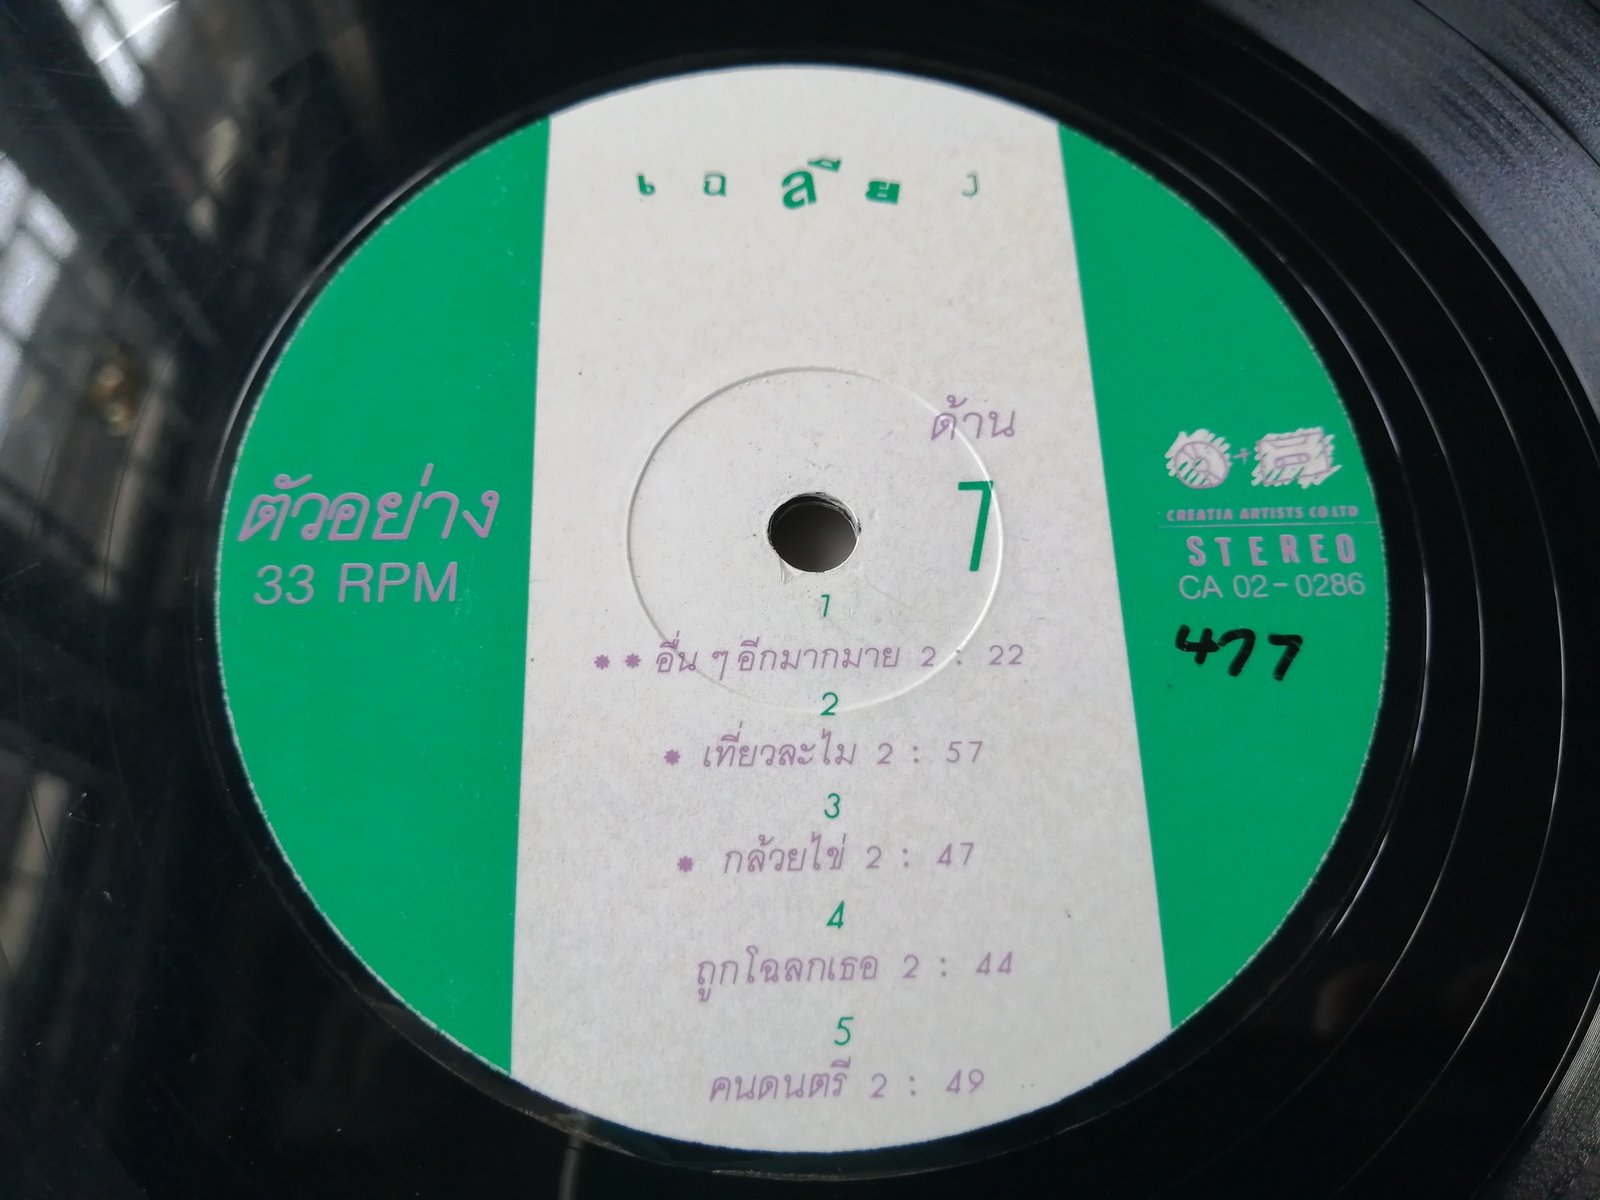 เฉลียง
ด้าน
1
ตัวอย่าง
33 RPM
CREATIA ARTISTS CO LTD
STEREO
CA 02-0286
477
1
** อื่น ๆ อีกมากมาย 2 : 22
2
* เที่ยวละไม 2 : 57
3
* กล้วยไข่ 2 : 47
4
ถูกโฉลกเธอ 2 : 44
5
คนดนตรี 2 : 49